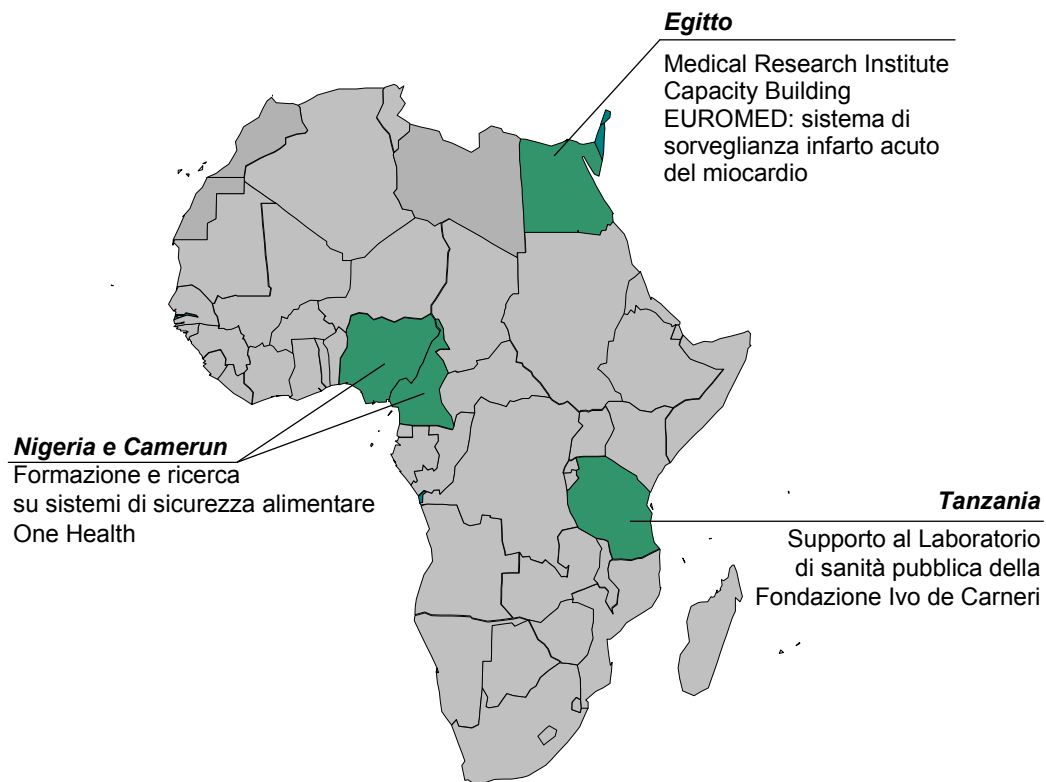 Egitto
Medical Research Institute
Capacity Building
EUROMED: sistema di
sorveglianza infarto acuto
del miocardio
Nigeria e Camerun
Formazione e ricerca
su sistemi di sicurezza alimentare
One Health
Tanzania
Supporto al Laboratorio
di sanità pubblica della
Fondazione Ivo de Carneri